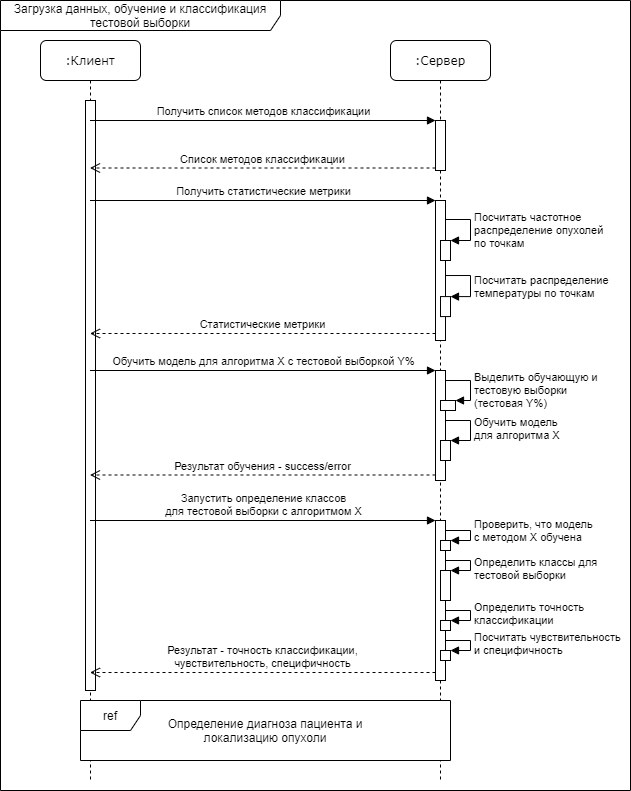 Загрузка данных, обучение и классификация
тестовой выборки
:Клиент
:Сервер
Получить список методов классификации
Список методов классификации
Получить статистические метрики
Посчитать частотное
распределение опухолей
по точкам
Посчитать распределение
температуры по точкам
Статистические метрики
Обучить модель для алгоритма X с тестовой выборкой Y%
Выделить обучающую и
тестовую выборки
(тестовая Y%)
Обучить модель
для алгоритма X
Результат обучения - success/error
Запустить определение классов
для тестовой выборки с алгоритмом X
Проверить, что модель
с методом X обучена
Определить классы для
тестовой выборки
Определить точность
классификации
Посчитать чувствительность
и специфичность
Результат - точность классификации,
чувствительность, специфичность
ref
Определение диагноза пациента и
локализацию опухоли